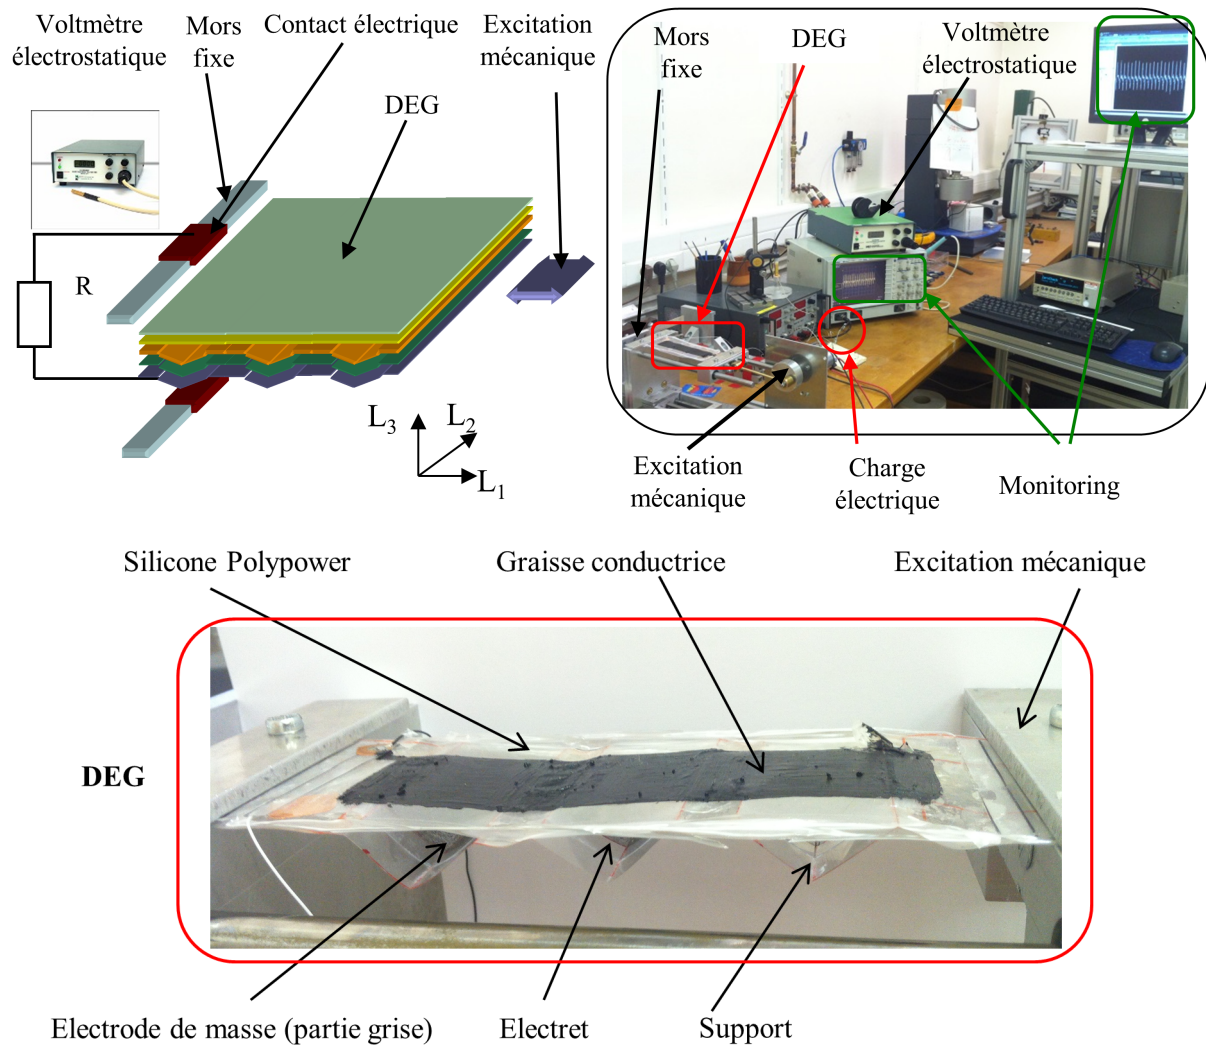 Voltmètre
électrostatique
Mors
fixe
Contact électrique
Excitation
mécanique
DEG
R
L3
L2
L1
Mors
fixe
DEG
Voltmètre
électrostatique
Excitation
mécanique
Charge
électrique
Monitoring
Silicone Polypower
Graisse conductrice
Excitation mécanique
DEG
Electrode de masse (partie grise)
Electret
Support